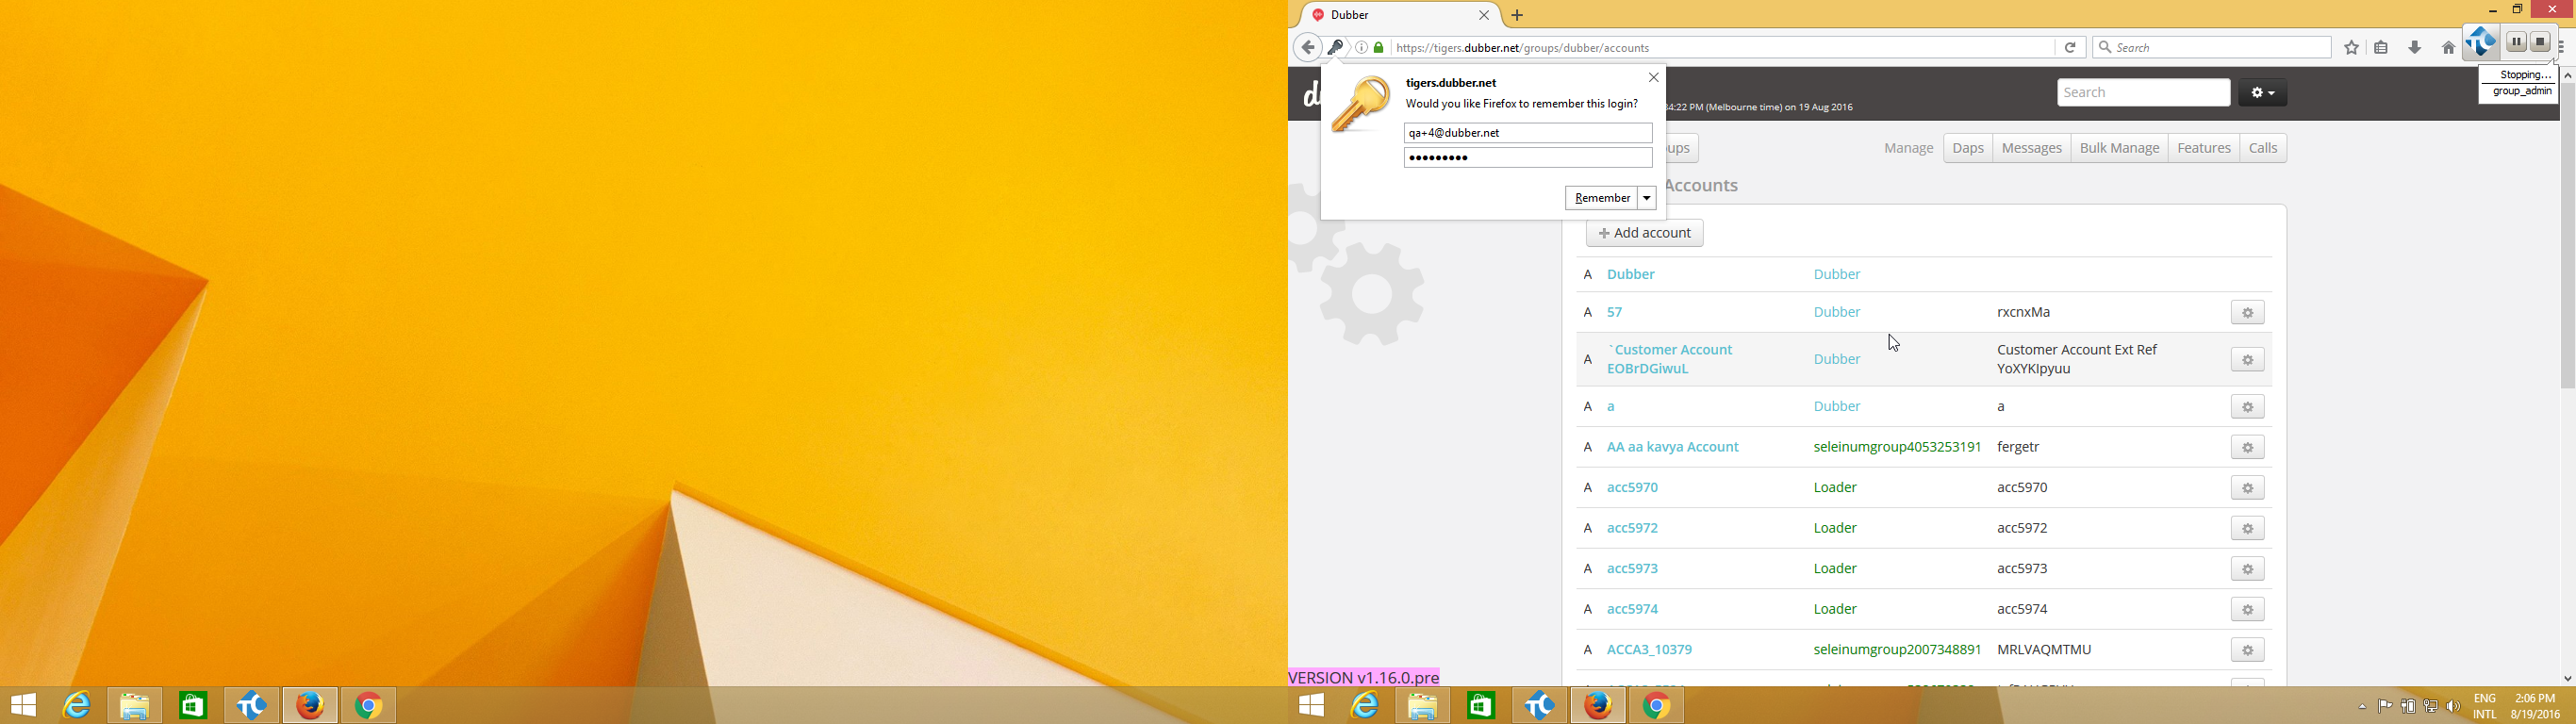 Dubber
https://tigers.dubber.net/groups/dubber/accounts
Search
Stopping...
group_admin
tigers.dubber.net
Would you like Firefox to remember this login?
qa+4@dubber.net
●●●●●●●●●
Remember
34:22 PM (Melbourne time) on 19 Aug 2016
Search
ups
Manage Daps Messages Bulk Manage Features Calls
Accounts
+ Add account
A Dubber Dubber
A 57 Dubber rxcnxMa
A `Customer Account EOBrDGiwuL Dubber Customer Account Ext Ref YoXYKIpyuu
A a Dubber a
A AA aa kavya Account seleinumgroup4053253191 fergetr
A acc5970 Loader acc5970
A acc5972 Loader acc5972
A acc5973 Loader acc5973
A acc5974 Loader acc5974
A ACCA3_10379 seleinumgroup2007348891 MRLVAQMTMU
VERSION v1.16.0.pre
ENG 2:06 PM
INTL 8/19/2016